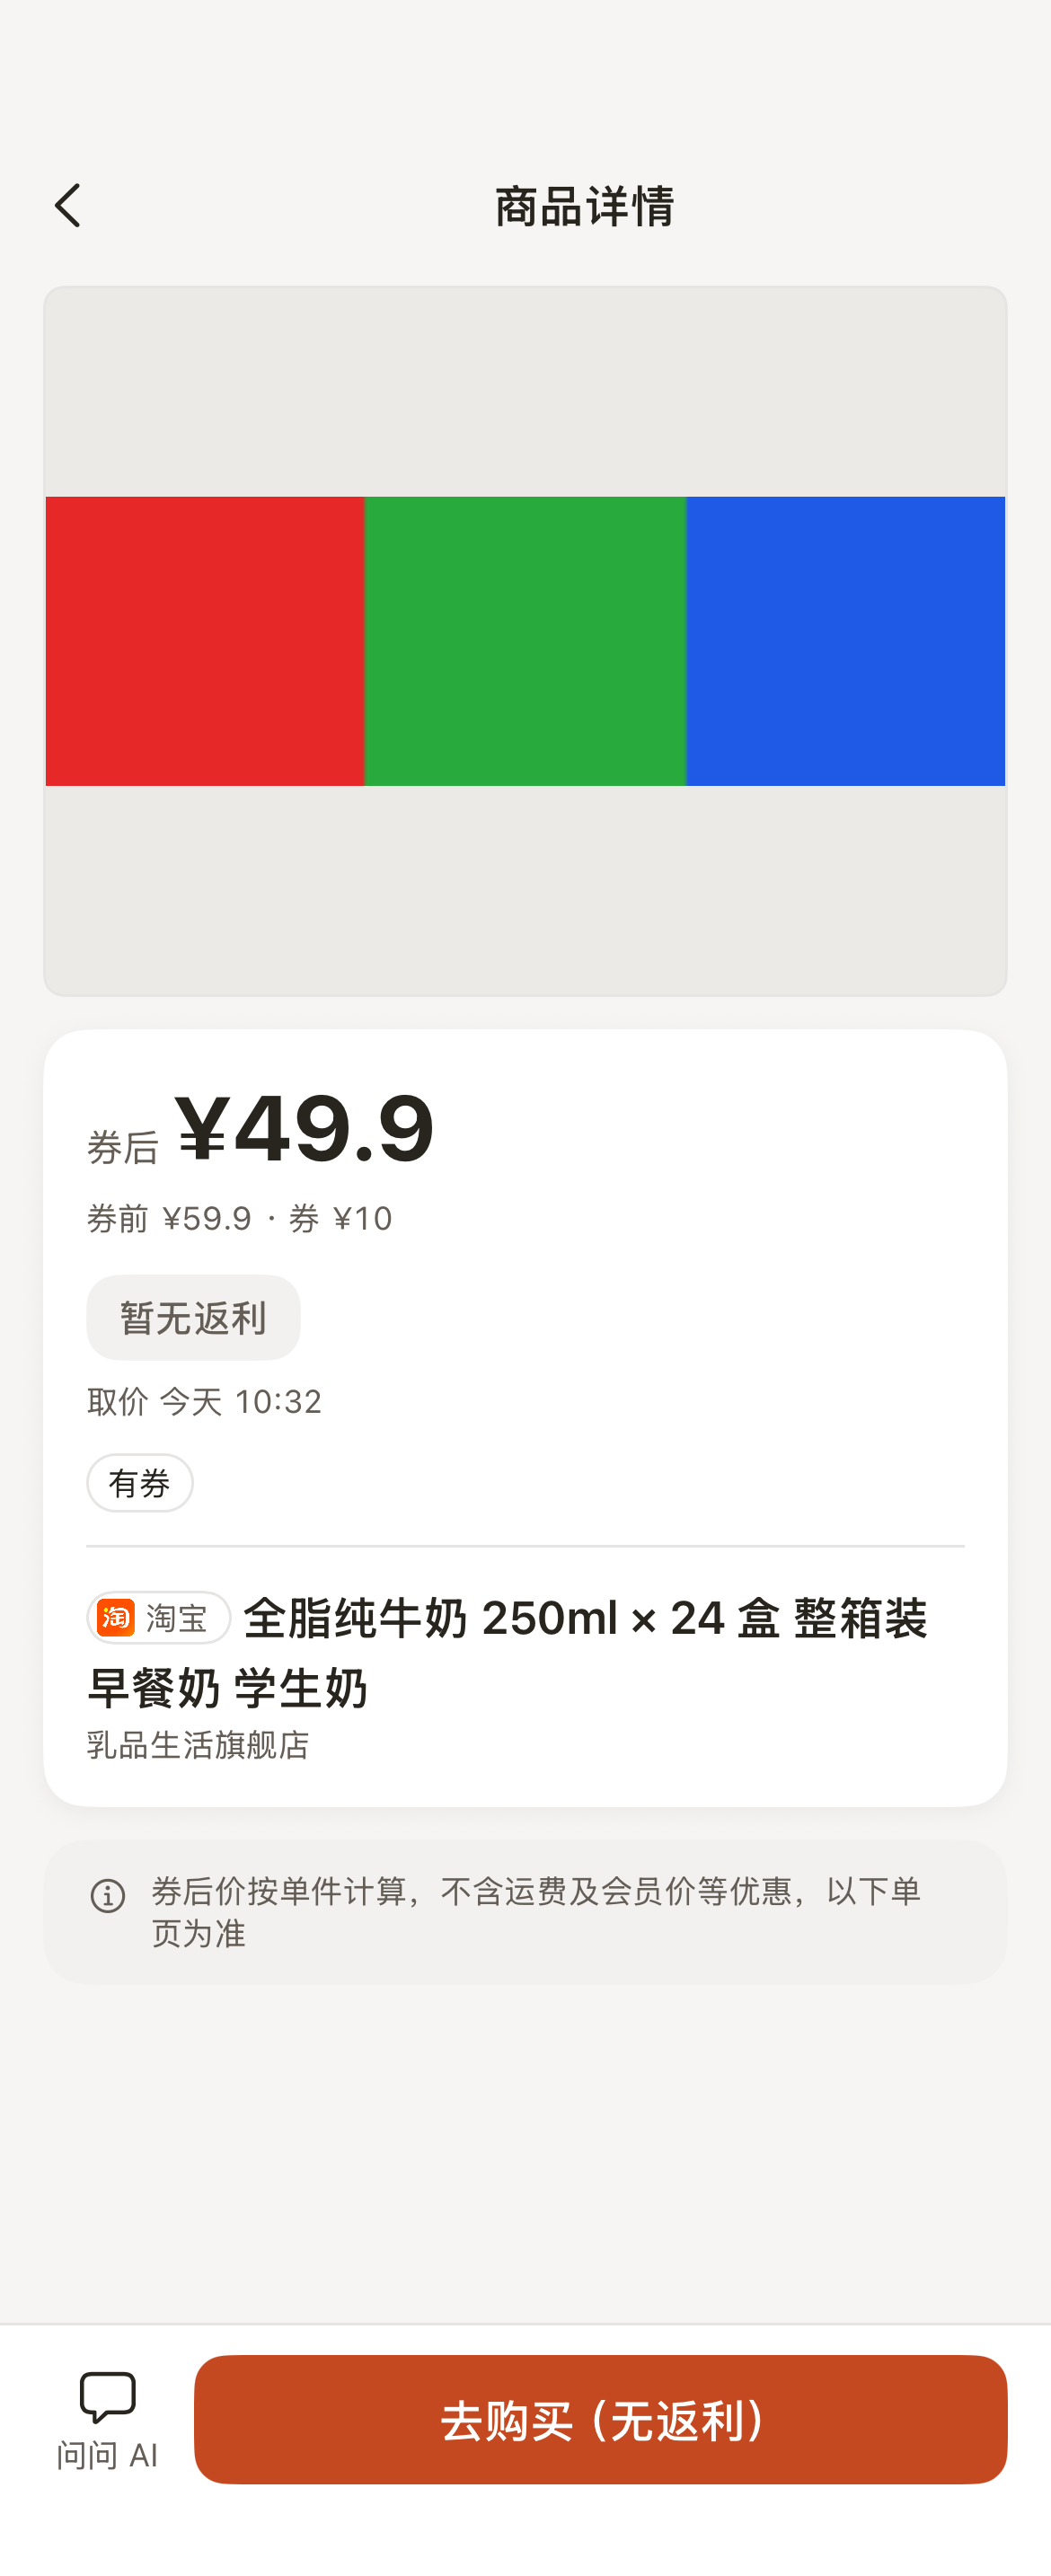 商品详情
券后 ¥49.9
券前 ¥59.9 · 券 ¥10
暂无返利
取价 今天 10:32
有券
淘 淘宝 全脂纯牛奶 250ml × 24 盒 整箱装
早餐奶 学生奶
乳品生活旗舰店
券后价按单件计算，不含运费及会员价等优惠，以下单
页为准
问问 AI
去购买（无返利）